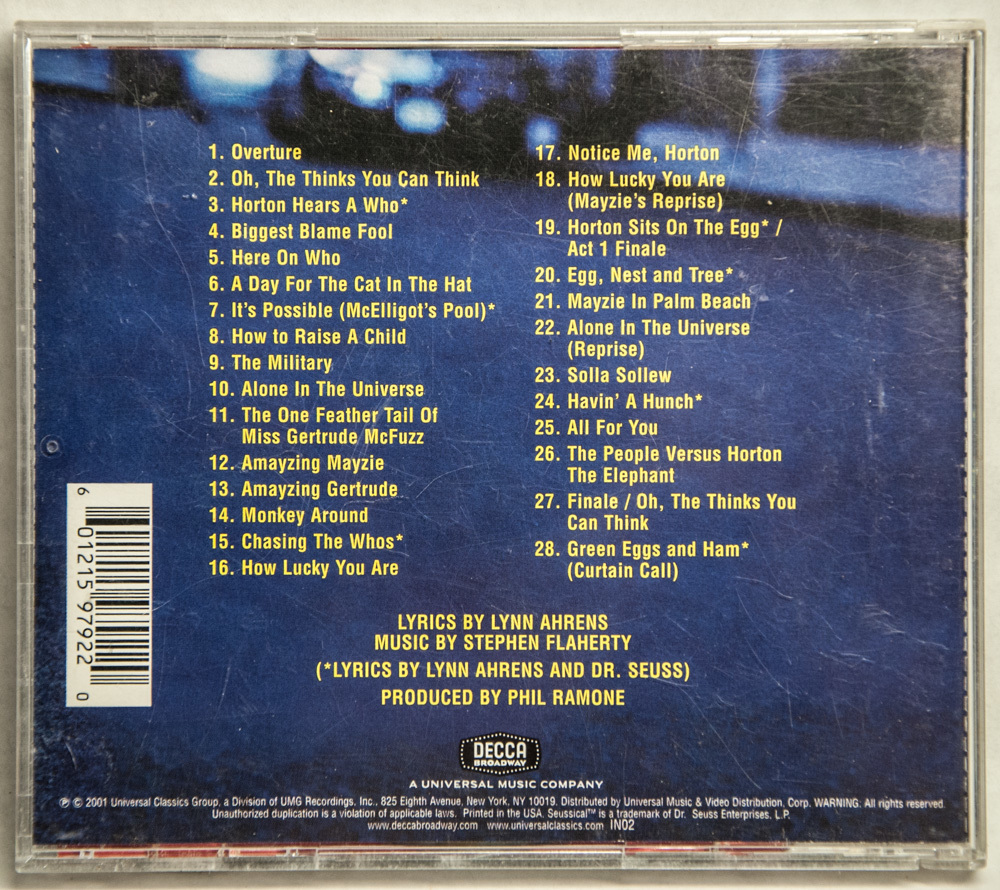 1. Overture
2. Oh, The Thinks You Can Think
3. Horton Hears A Who*
4. Biggest Blame Fool
5. Here On Who
6. A Day For The Cat In The Hat
7. It's Possible (McElligot's Pool)*
8. How to Raise A Child
9. The Military
10. Alone In The Universe
11. The One Feather Tail Of
Miss Gertrude McFuzz
12. Amayzing Mayzie
13. Amayzing Gertrude
14. Monkey Around
15. Chasing The Whos*
16. How Lucky You Are
17. Notice Me, Horton
18. How Lucky You Are
(Mayzie's Reprise)
19. Horton Sits On The Egg* /
Act 1 Finale
20. Egg, Nest and Tree*
21. Mayzie In Palm Beach
22. Alone In The Universe
(Reprise)
23. Solla Sollew
24. Havin' A Hunch*
25. All For You
26. The People Versus Horton
The Elephant
27. Finale / Oh, The Thinks You
Can Think
28. Green Eggs and Ham*
(Curtain Call)
6 01215 97922 0
LYRICS BY LYNN AHRENS
MUSIC BY STEPHEN FLAHERTY
(*LYRICS BY LYNN AHRENS AND DR. SEUSS)
PRODUCED BY PHIL RAMONE
DECCA
BROADWAY
A UNIVERSAL MUSIC COMPANY
℗ © 2001 Universal Classics Group, a Division of UMG Recordings, Inc., 825 Eighth Avenue, New York, NY 10019. Distributed by Universal Music & Video Distribution, Corp. WARNING: All rights reserved.
Unauthorized duplication is a violation of applicable laws. Printed in the USA. Seussical™ is a trademark of Dr. Seuss Enterprises, L.P.
www.deccabroadway.com www.universalclassics.com IN02